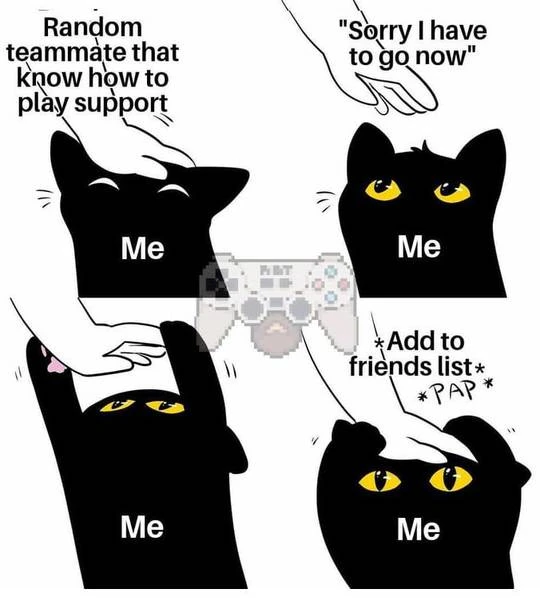 Random
teammate that
know how to
play support
Me
"Sorry I have
to go now"
Me
Me
*Add to
friends list*
*PAP*
Me